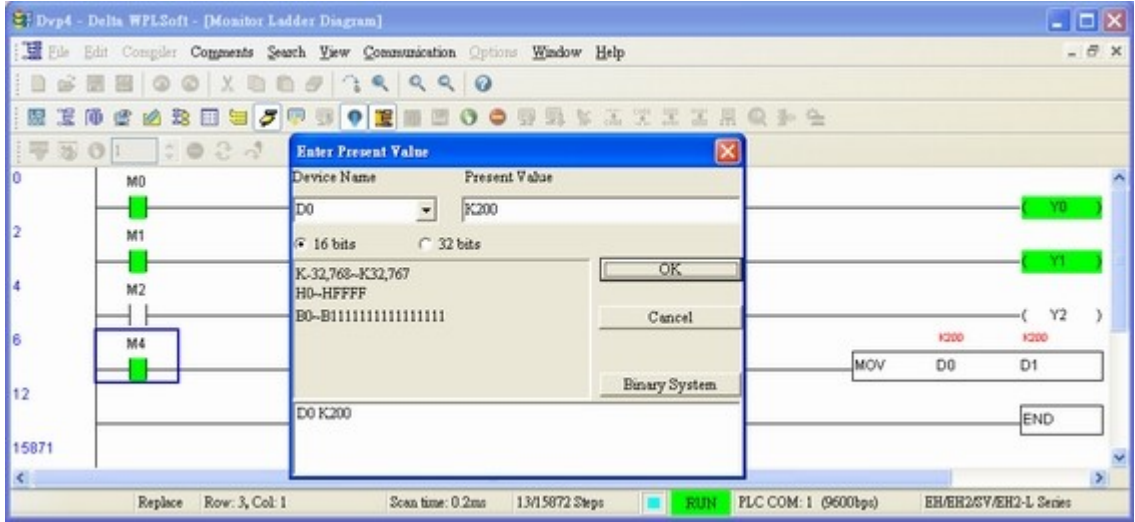 Dvp4 - Delta WPLSoft - [Monitor Ladder Diagram]
File Edit Compiler Comments Search View Communication Options Window Help
1
Enter Present Value
Device Name Present Value
D0 K200
16 bits 32 bits
K-32,768~K32,767
H0~HFFFF
B0~B1111111111111111
OK
Cancel
Binary System
D0 K200
0 M0 Y0
2 M1 Y1
4 M2 Y2
6 M4 K200 K200
MOV D0 D1
12
END
15871
Replace Row: 3, Col: 1 Scan time: 0.2ms 13/15872 Steps RUN PLC COM: 1 (9600bps) EH/EH2/SV/EH2-L Series